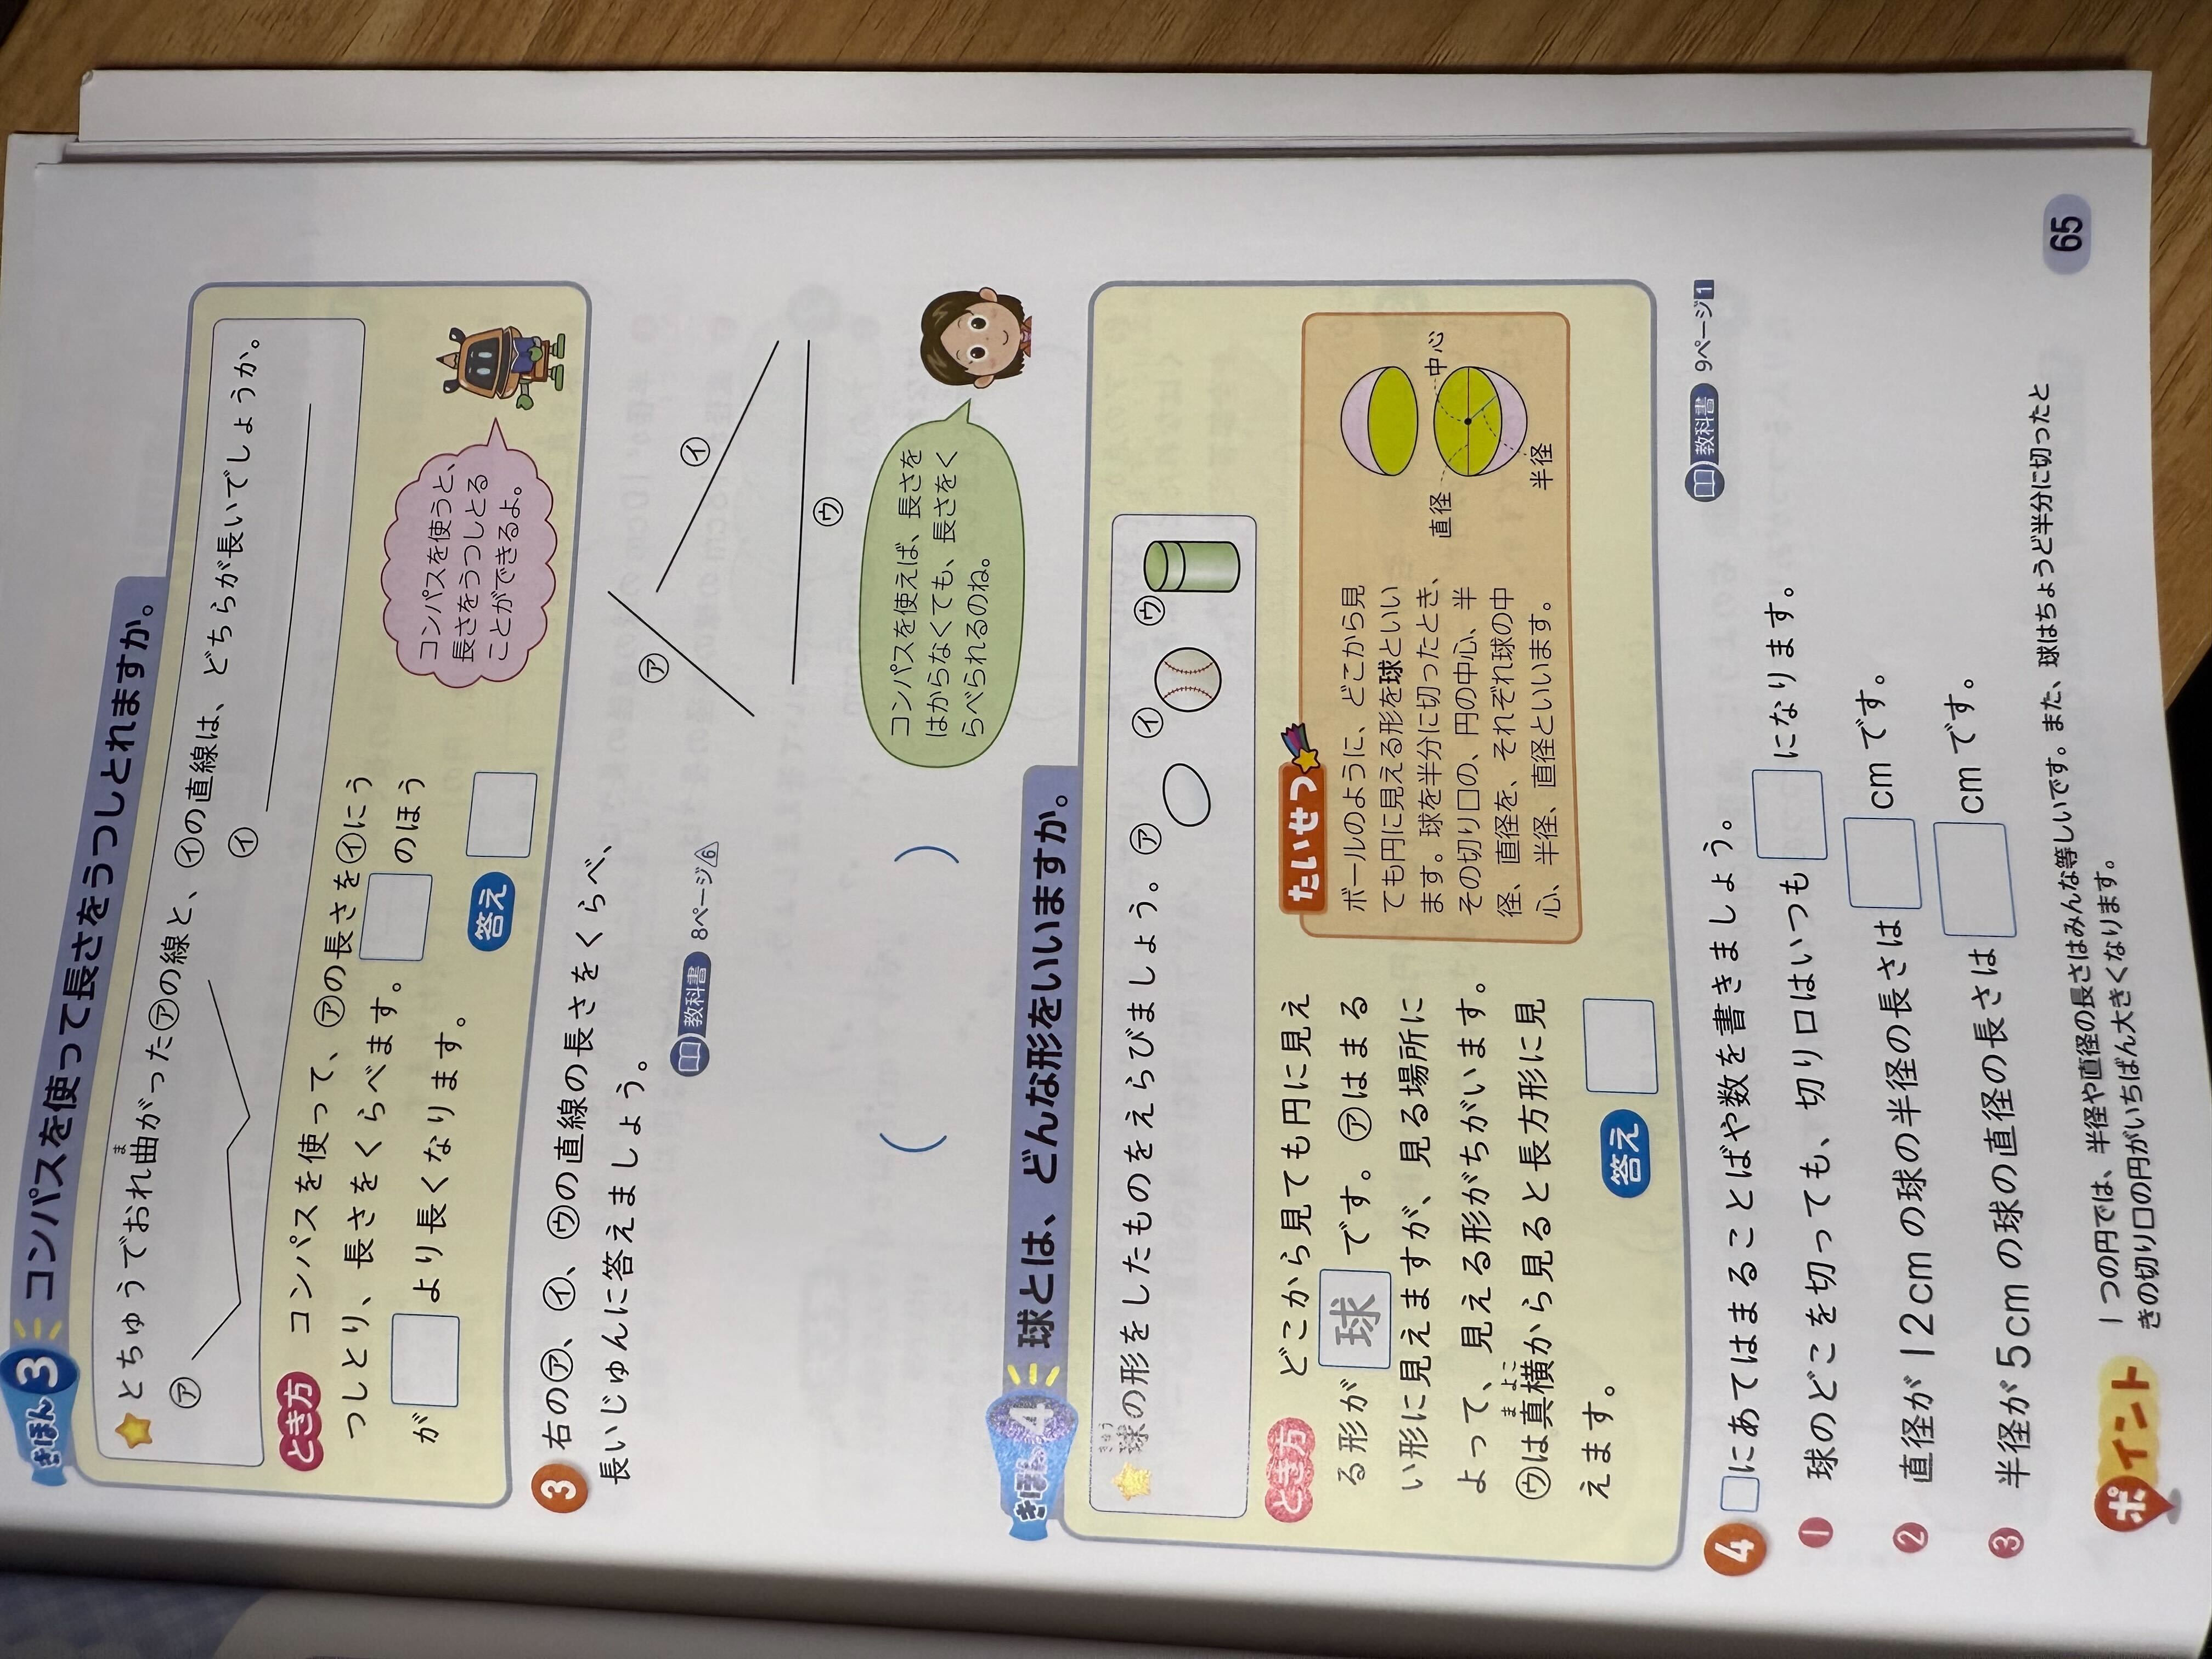 きほん3 コンパスを使って長さをうつしとれますか。
とちゅうでおれ曲がった㋐の線と、㋑の直線は、どちらが長いでしょうか。
ま
㋐
㋑
とき方 コンパスを使って、㋐の長さを㋑にう
つしとり、長さをくらべます。□のほう
が□より長くなります。
答え
コンパスを使うと、
長さをうつしとる
ことができるよ。
3 右の㋐、㋑、㋒の直線の長さをくらべ、
長いじゅんに答えましょう。
教科書 8ページ6
( )
㋐
㋑
㋒
コンパスを使えば、長さを
はからなくても、長さをく
らべられるのね。
きほん4 球とは、どんな形をいいますか。
きゅう
球の形をしたものをえらびましょう。 ㋐ ㋑ ㋒
とき方 どこから見ても円に見え
る形が 球 です。㋐はまる
い形に見えますが、見る場所に
よって、見える形がちがいます。
ま よこ
㋒は真横から見ると長方形に見
えます。
答え
たいせつ
ボールのように、どこから見
ても円に見える形を球といい
ます。球を半分に切ったとき、
その切り口の、円の中心、半
径、直径を、それぞれ球の中
心、半径、直径といいます。
中心
直径
半径
4 □にあてはまることばや数を書きましょう。
教科書 9ページ1
1 球のどこを切っても、切り口はいつも□になります。
2 直径が12cmの球の半径の長さは□cmです。
3 半径が5cmの球の直径の長さは□cmです。
ポイント
1つの円では、半径や直径の長さはみんな等しいです。また、球はちょうど半分に切ったと
きの切り口の円がいちばん大きくなります。
65